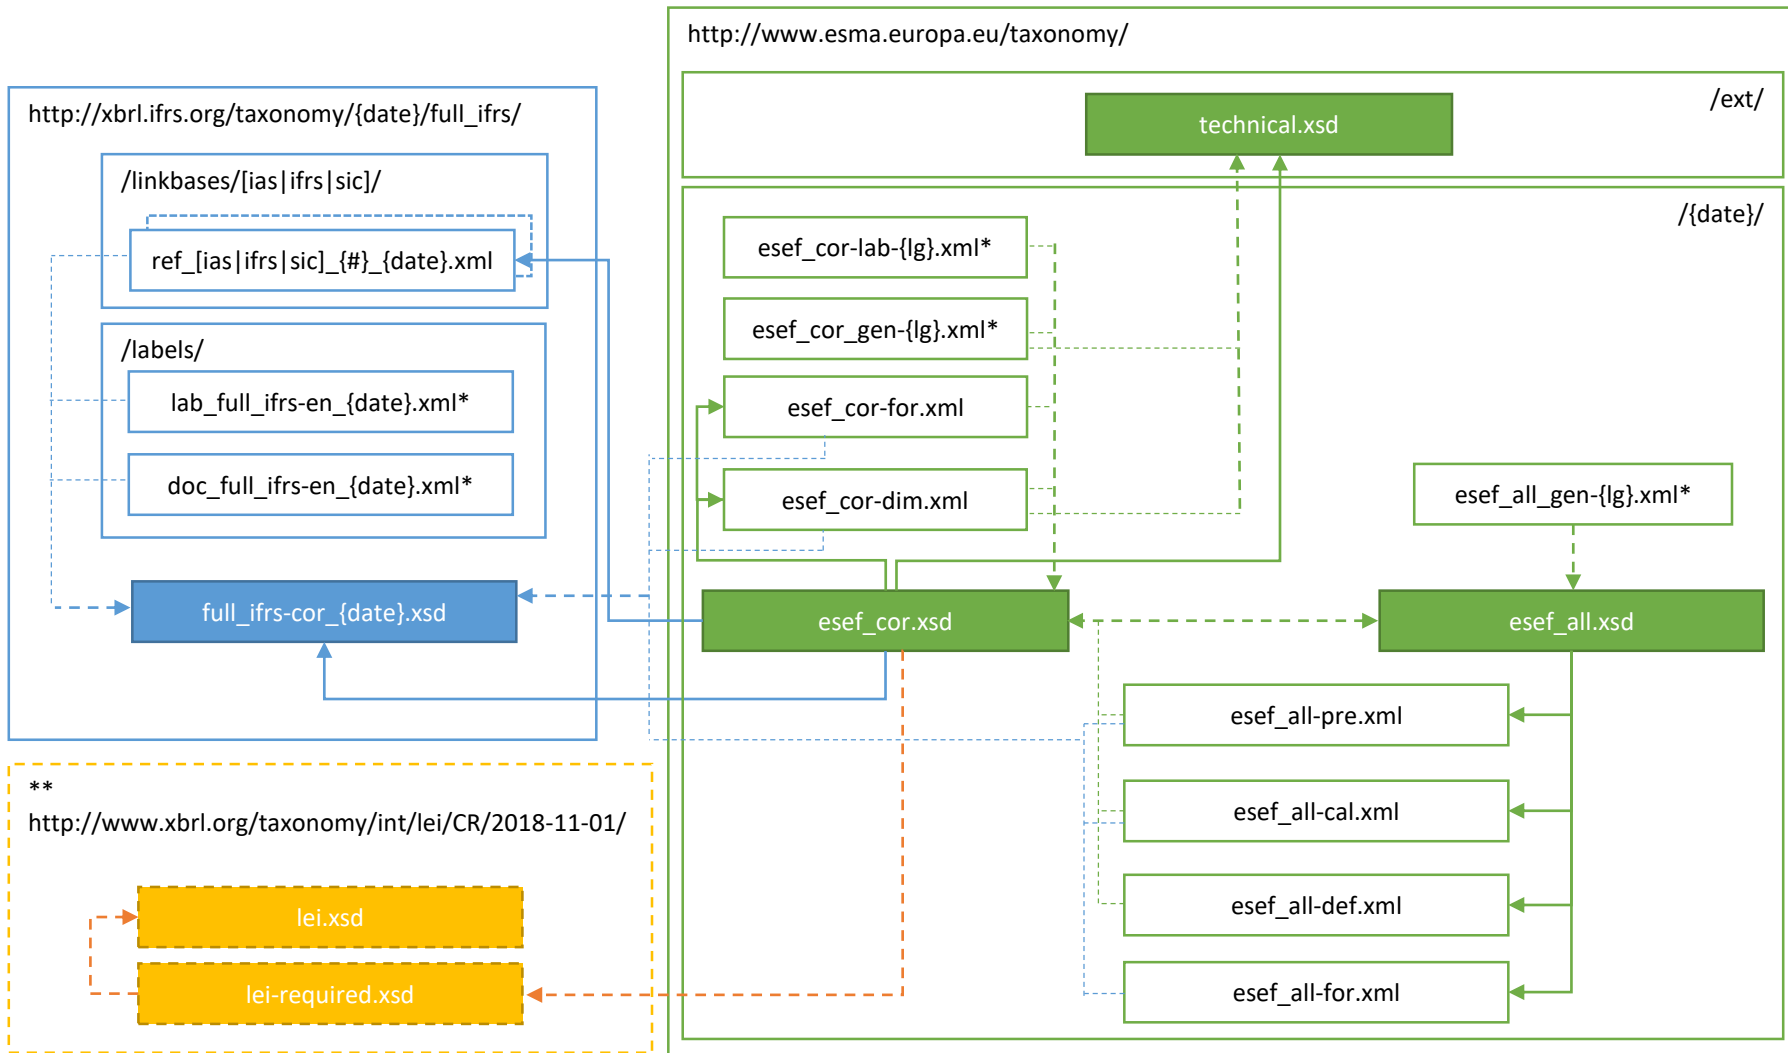 http://www.esma.europa.eu/taxonomy/
/ext/
technical.xsd
http://xbrl.ifrs.org/taxonomy/{date}/full_ifrs/
/linkbases/[ias|ifrs|sic]/
ref_[ias|ifrs|sic]_{#}_{date}.xml
/labels/
lab_full_ifrs-en_{date}.xml*
doc_full_ifrs-en_{date}.xml*
full_ifrs-cor_{date}.xsd
/{date}/
esef_cor-lab-{lg}.xml*
esef_cor_gen-{lg}.xml*
esef_cor-for.xml
esef_cor-dim.xml
esef_all_gen-{lg}.xml*
esef_cor.xsd
esef_all.xsd
esef_all-pre.xml
esef_all-cal.xml
esef_all-def.xml
esef_all-for.xml
**
http://www.xbrl.org/taxonomy/int/lei/CR/2018-11-01/
lei.xsd
lei-required.xsd